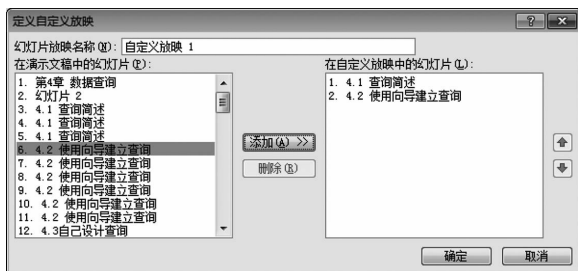 定义自定义放映
幻灯片放映名称(N): 自定义放映 1
在演示文稿中的幻灯片(P):
1. 第4章 数据查询
2. 幻灯片 2
3. 4.1 查询简述
4. 4.1 查询简述
5. 4.1 查询简述
6. 4.2 使用向导建立查询
7. 4.2 使用向导建立查询
8. 4.2 使用向导建立查询
9. 4.2 使用向导建立查询
10. 4.2 使用向导建立查询
11. 4.2 使用向导建立查询
12. 4.3自己设计查询
添加(A) >>
删除(R)
在自定义放映中的幻灯片(L):
1. 4.1 查询简述
2. 4.2 使用向导建立查询
确定
取消